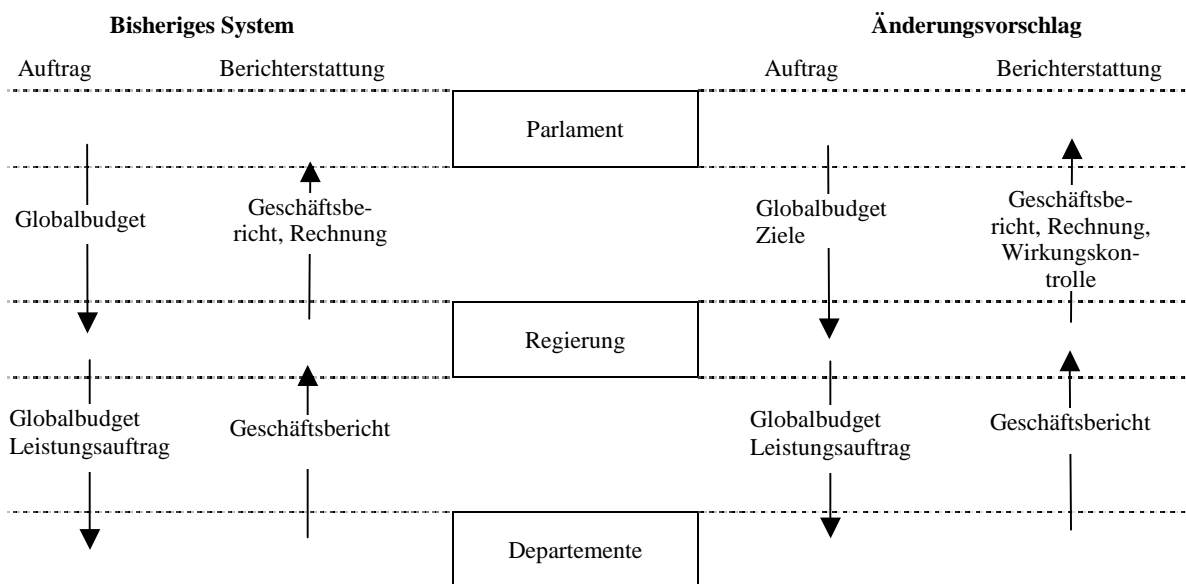 Bisheriges System
Änderungsvorschlag
Auftrag
Berichterstattung
Auftrag
Berichterstattung
Parlament
Globalbudget
Geschäftsbe-
richt, Rechnung
Globalbudget
Ziele
Geschäftsbe-
richt, Rechnung,
Wirkungskon-
trolle
Regierung
Globalbudget
Leistungsauftrag
Geschäftsbericht
Globalbudget
Leistungsauftrag
Geschäftsbericht
Departemente